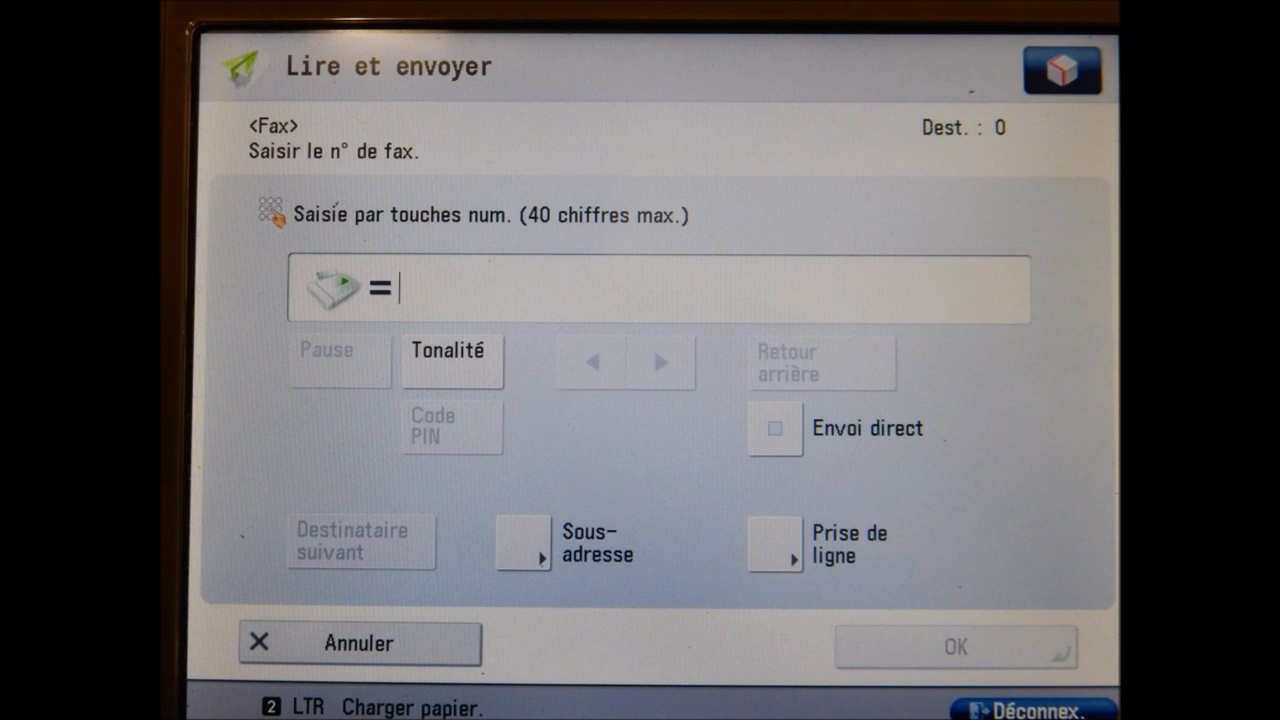 Lire et envoyer
<Fax>
Dest. : 0
Saisir le n° de fax.
Saisie par touches num. (40 chiffres max.)
=
Pause
Tonalité
Retour
arrière
Code
PIN
Envoi direct
Destinataire
suivant
Sous-
adresse
Prise de
ligne
Annuler
OK
2 LTR Charger papier.
Déconnex.